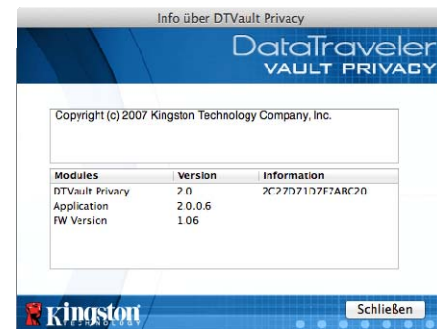 Info über DTVault Privacy
DataTraveler
VAULT PRIVACY
Copyright (c) 2007 Kingston Technology Company, Inc.
Modules Version Information
DTVault Privacy 2.0
Application 2.0.0.6
FW Version 1.06
Kingston
TECHNOLOGY
Schließen